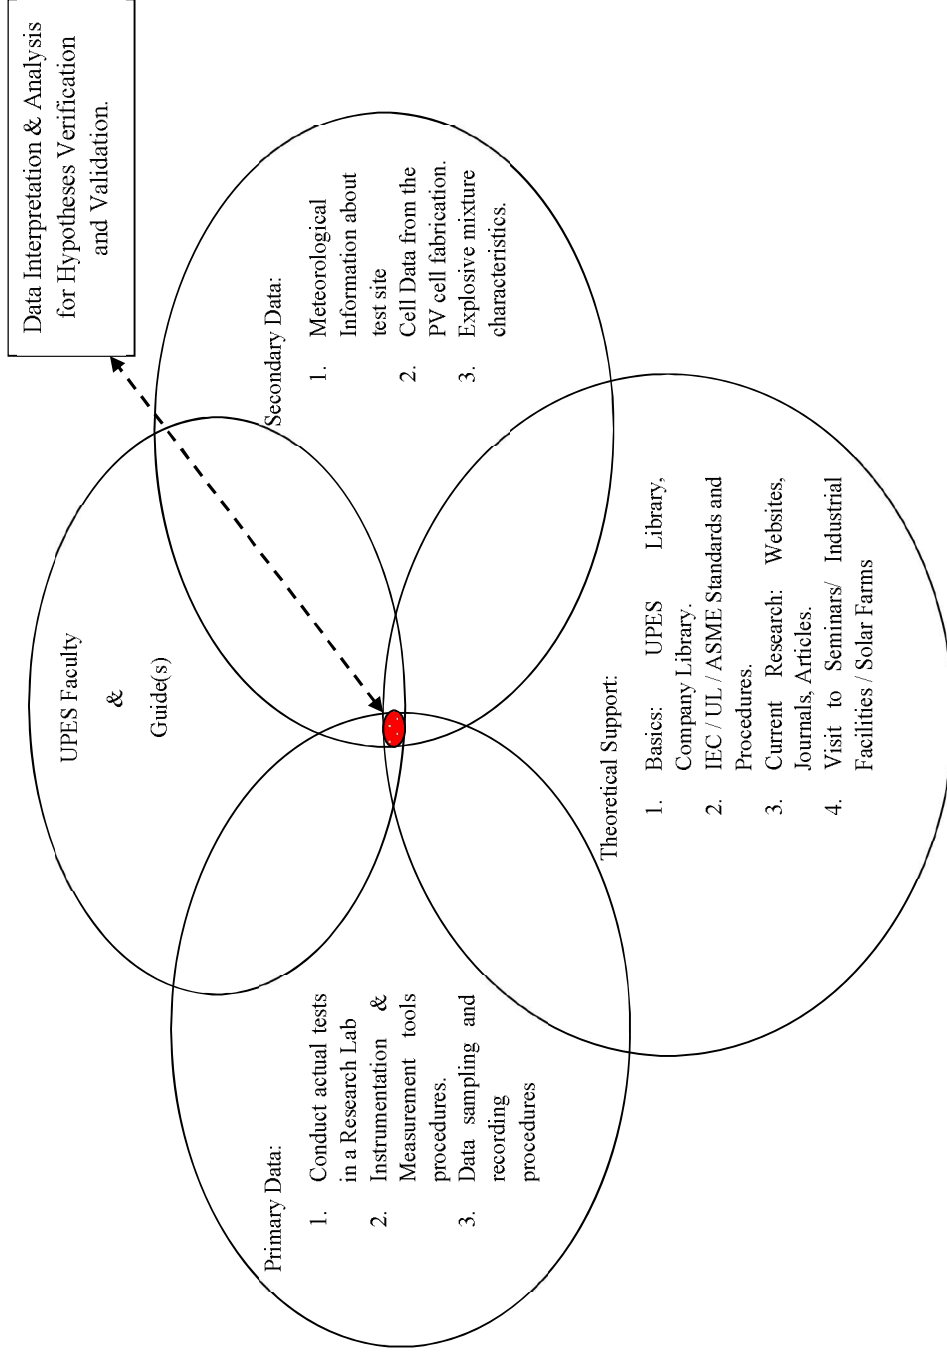 Data Interpretation & Analysis
for Hypotheses Verification
and Validation.
UPES Faculty
&
Guide(s)
Primary Data:
1. Conduct actual tests
in a Research Lab
2. Instrumentation &
Measurement tools
procedures.
3. Data sampling and
recording
procedures
Secondary Data:
1. Meteorological
Information about
test site
2. Cell Data from the
PV cell fabrication.
3. Explosive mixture
characteristics.
Theoretical Support:
1. Basics: UPES Library,
Company Library.
2. IEC / UL / ASME Standards and
Procedures.
3. Current Research: Websites,
Journals, Articles.
4. Visit to Seminars/ Industrial
Facilities / Solar Farms